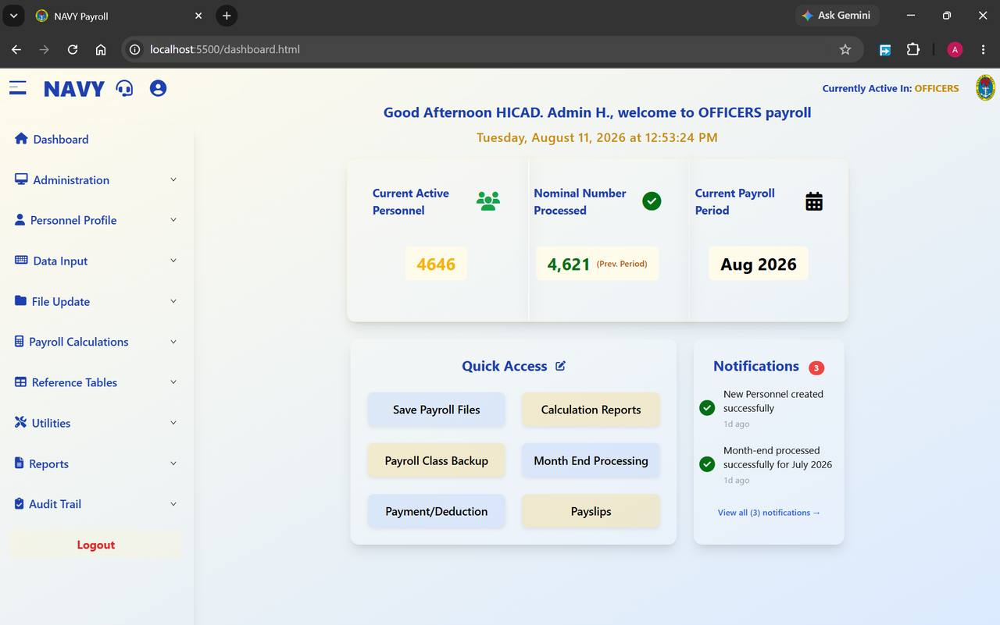 NAVY Payroll
Ask Gemini
localhost:5500/dashboard.html
A
NAVY
Currently Active In: OFFICERS
Good Afternoon HICAD. Admin H., welcome to OFFICERS payroll
Tuesday, August 11, 2026 at 12:53:24 PM
Dashboard
Administration
Personnel Profile
Data Input
File Update
Payroll Calculations
Reference Tables
Utilities
Reports
Audit Trail
Logout
Current Active
Personnel
4646
Nominal Number
Processed
4,621 (Prev. Period)
Current Payroll
Period
Aug 2026
Quick Access
Save Payroll Files
Calculation Reports
Payroll Class Backup
Month End Processing
Payment/Deduction
Payslips
Notifications 3
New Personnel created
successfully
1d ago
Month-end processed
successfully for July 2026
1d ago
View all (3) notifications →